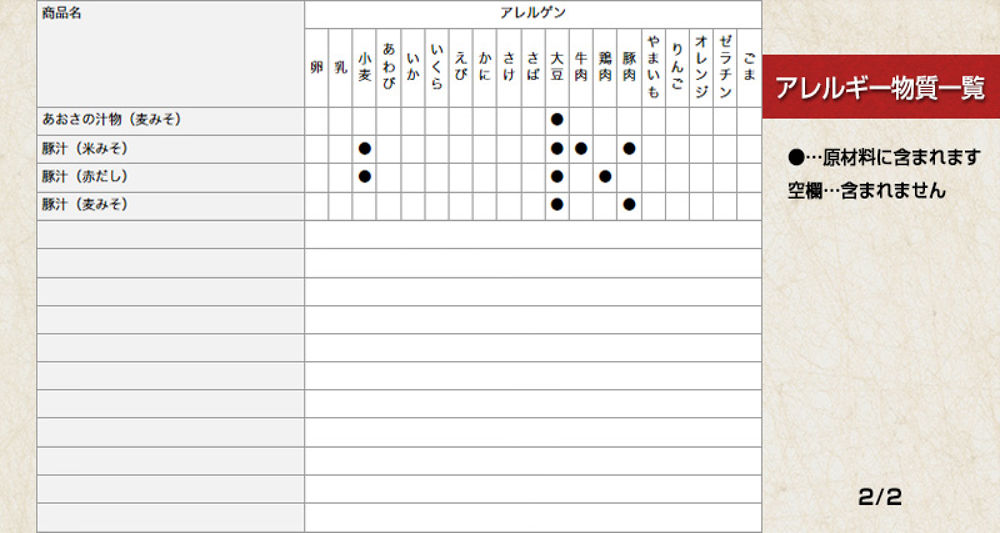 商品名
アレルゲン
卵 乳 小麦 あわび いか いくら えび かに さけ さば 大豆 牛肉 鶏肉 豚肉 やまいも りんご オレンジ ゼラチン ごま
あおさの汁物（麦みそ） ●
豚汁（米みそ） ● ● ● ●
豚汁（赤だし） ● ● ●
豚汁（麦みそ） ● ●
アレルギー物質一覧
●…原材料に含まれます
空欄…含まれません
2/2